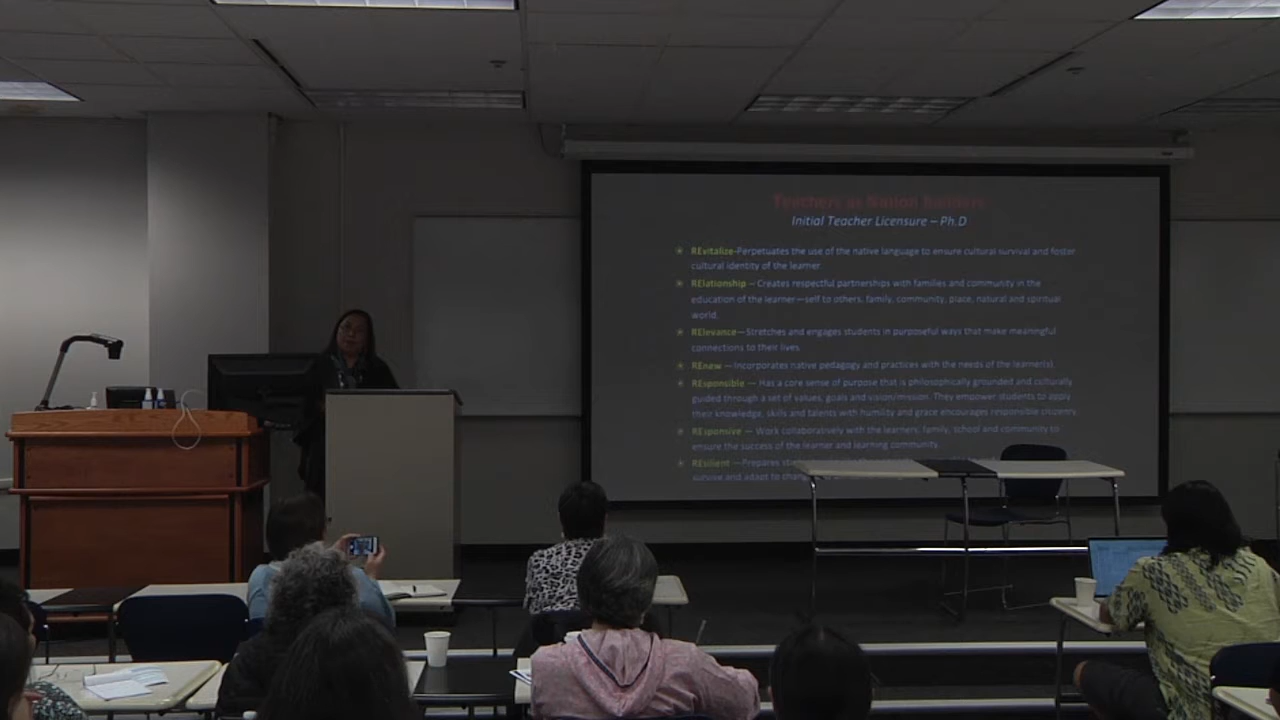 Teachers as Nation Builders
Initial Teacher Licensure – Ph.D
REvitalize-Perpetuates the use of the native language to ensure cultural survival and foster
cultural identity of the learner
RElationship – Creates respectful partnerships with families and community in the
education of the learner—self to others, family, community, place, natural and spiritual
world.
RElevance—Stretches and engages students in purposeful ways that make meaningful
connections to their lives
REnew – Incorporates native pedagogy and practices with the needs of the learner(s).
REsponsible – Has a core sense of purpose that is philosophically grounded and culturally
guided through a set of values, goals and vision/mission. They empower students to apply
their knowledge, skills and talents with humility and grace encourages responsible citizenry
REsponsive – Work collaboratively with the learners, family, school and community to
ensure the success of the learner and learning community.
REsilient – Prepares
survive and adapt to